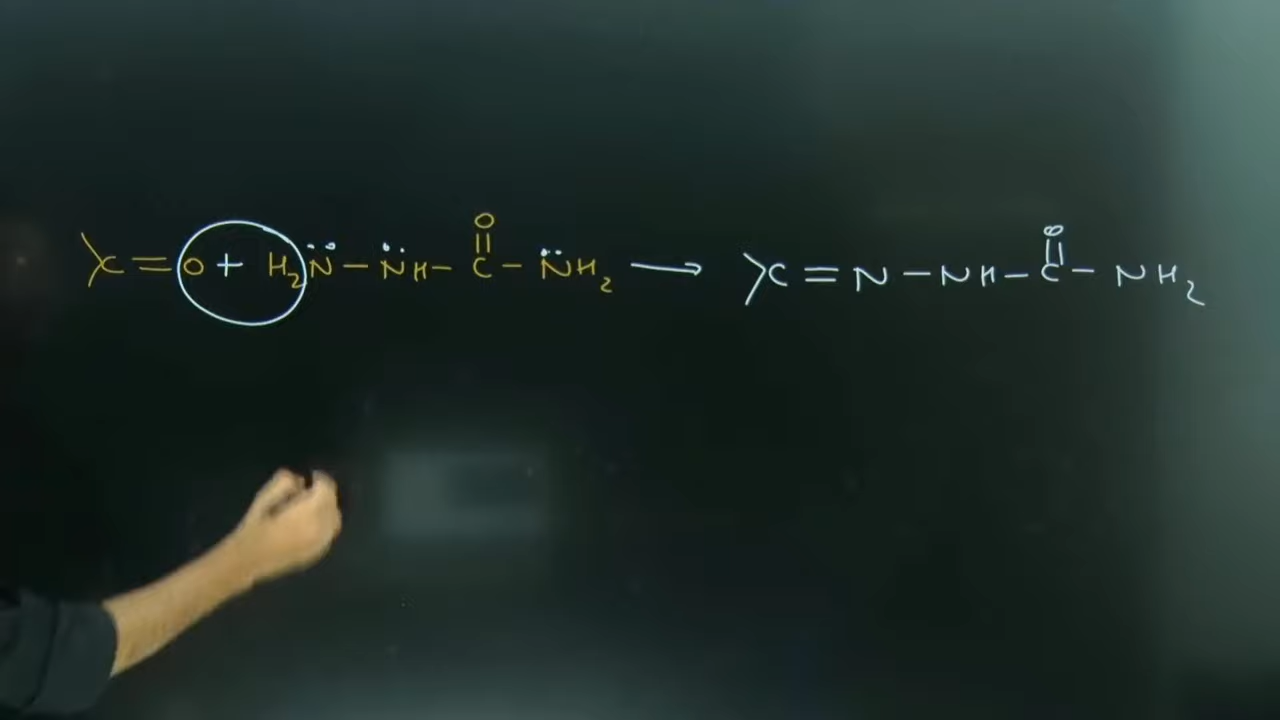 O O
>C=O + H₂N̈–N̈H–C–N̈H₂ ⟶ >C=N–NH–C–NH₂